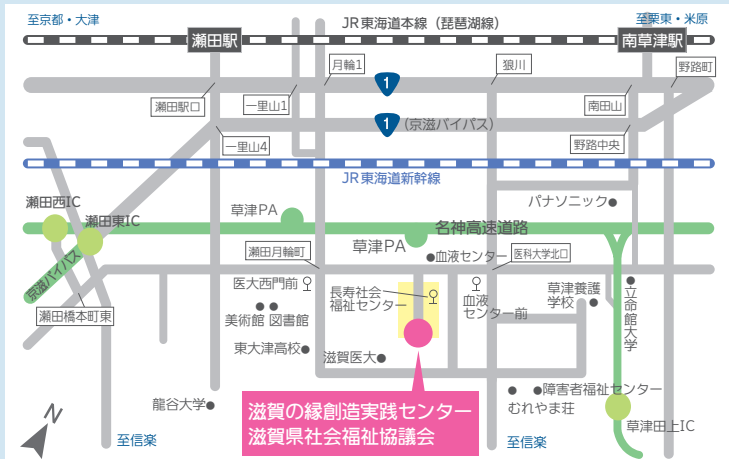 至京都・大津
JR東海道本線（琵琶湖線）
至栗東・米原
瀬田駅
南草津駅
月輪1
狼川
野路町
瀬田駅口
一里山1
1
南田山
1
（京滋バイパス）
一里山4
野路中央
JR東海道新幹線
瀬田西IC
瀬田東IC
草津PA
パナソニック
名神高速道路
草津PA
瀬田月輪町
血液センター
医科大学北口
京滋バイパス
医大西門前
長寿社会
福祉センター
血液
センター前
草津養護
学校
立命館大学
瀬田橋本町東
美術館
図書館
東大津高校
滋賀医大
龍谷大学
障害者福祉センター
むれやま荘
滋賀の縁創造実践センター
滋賀県社会福祉協議会
草津田上IC
N
至信楽
至信楽